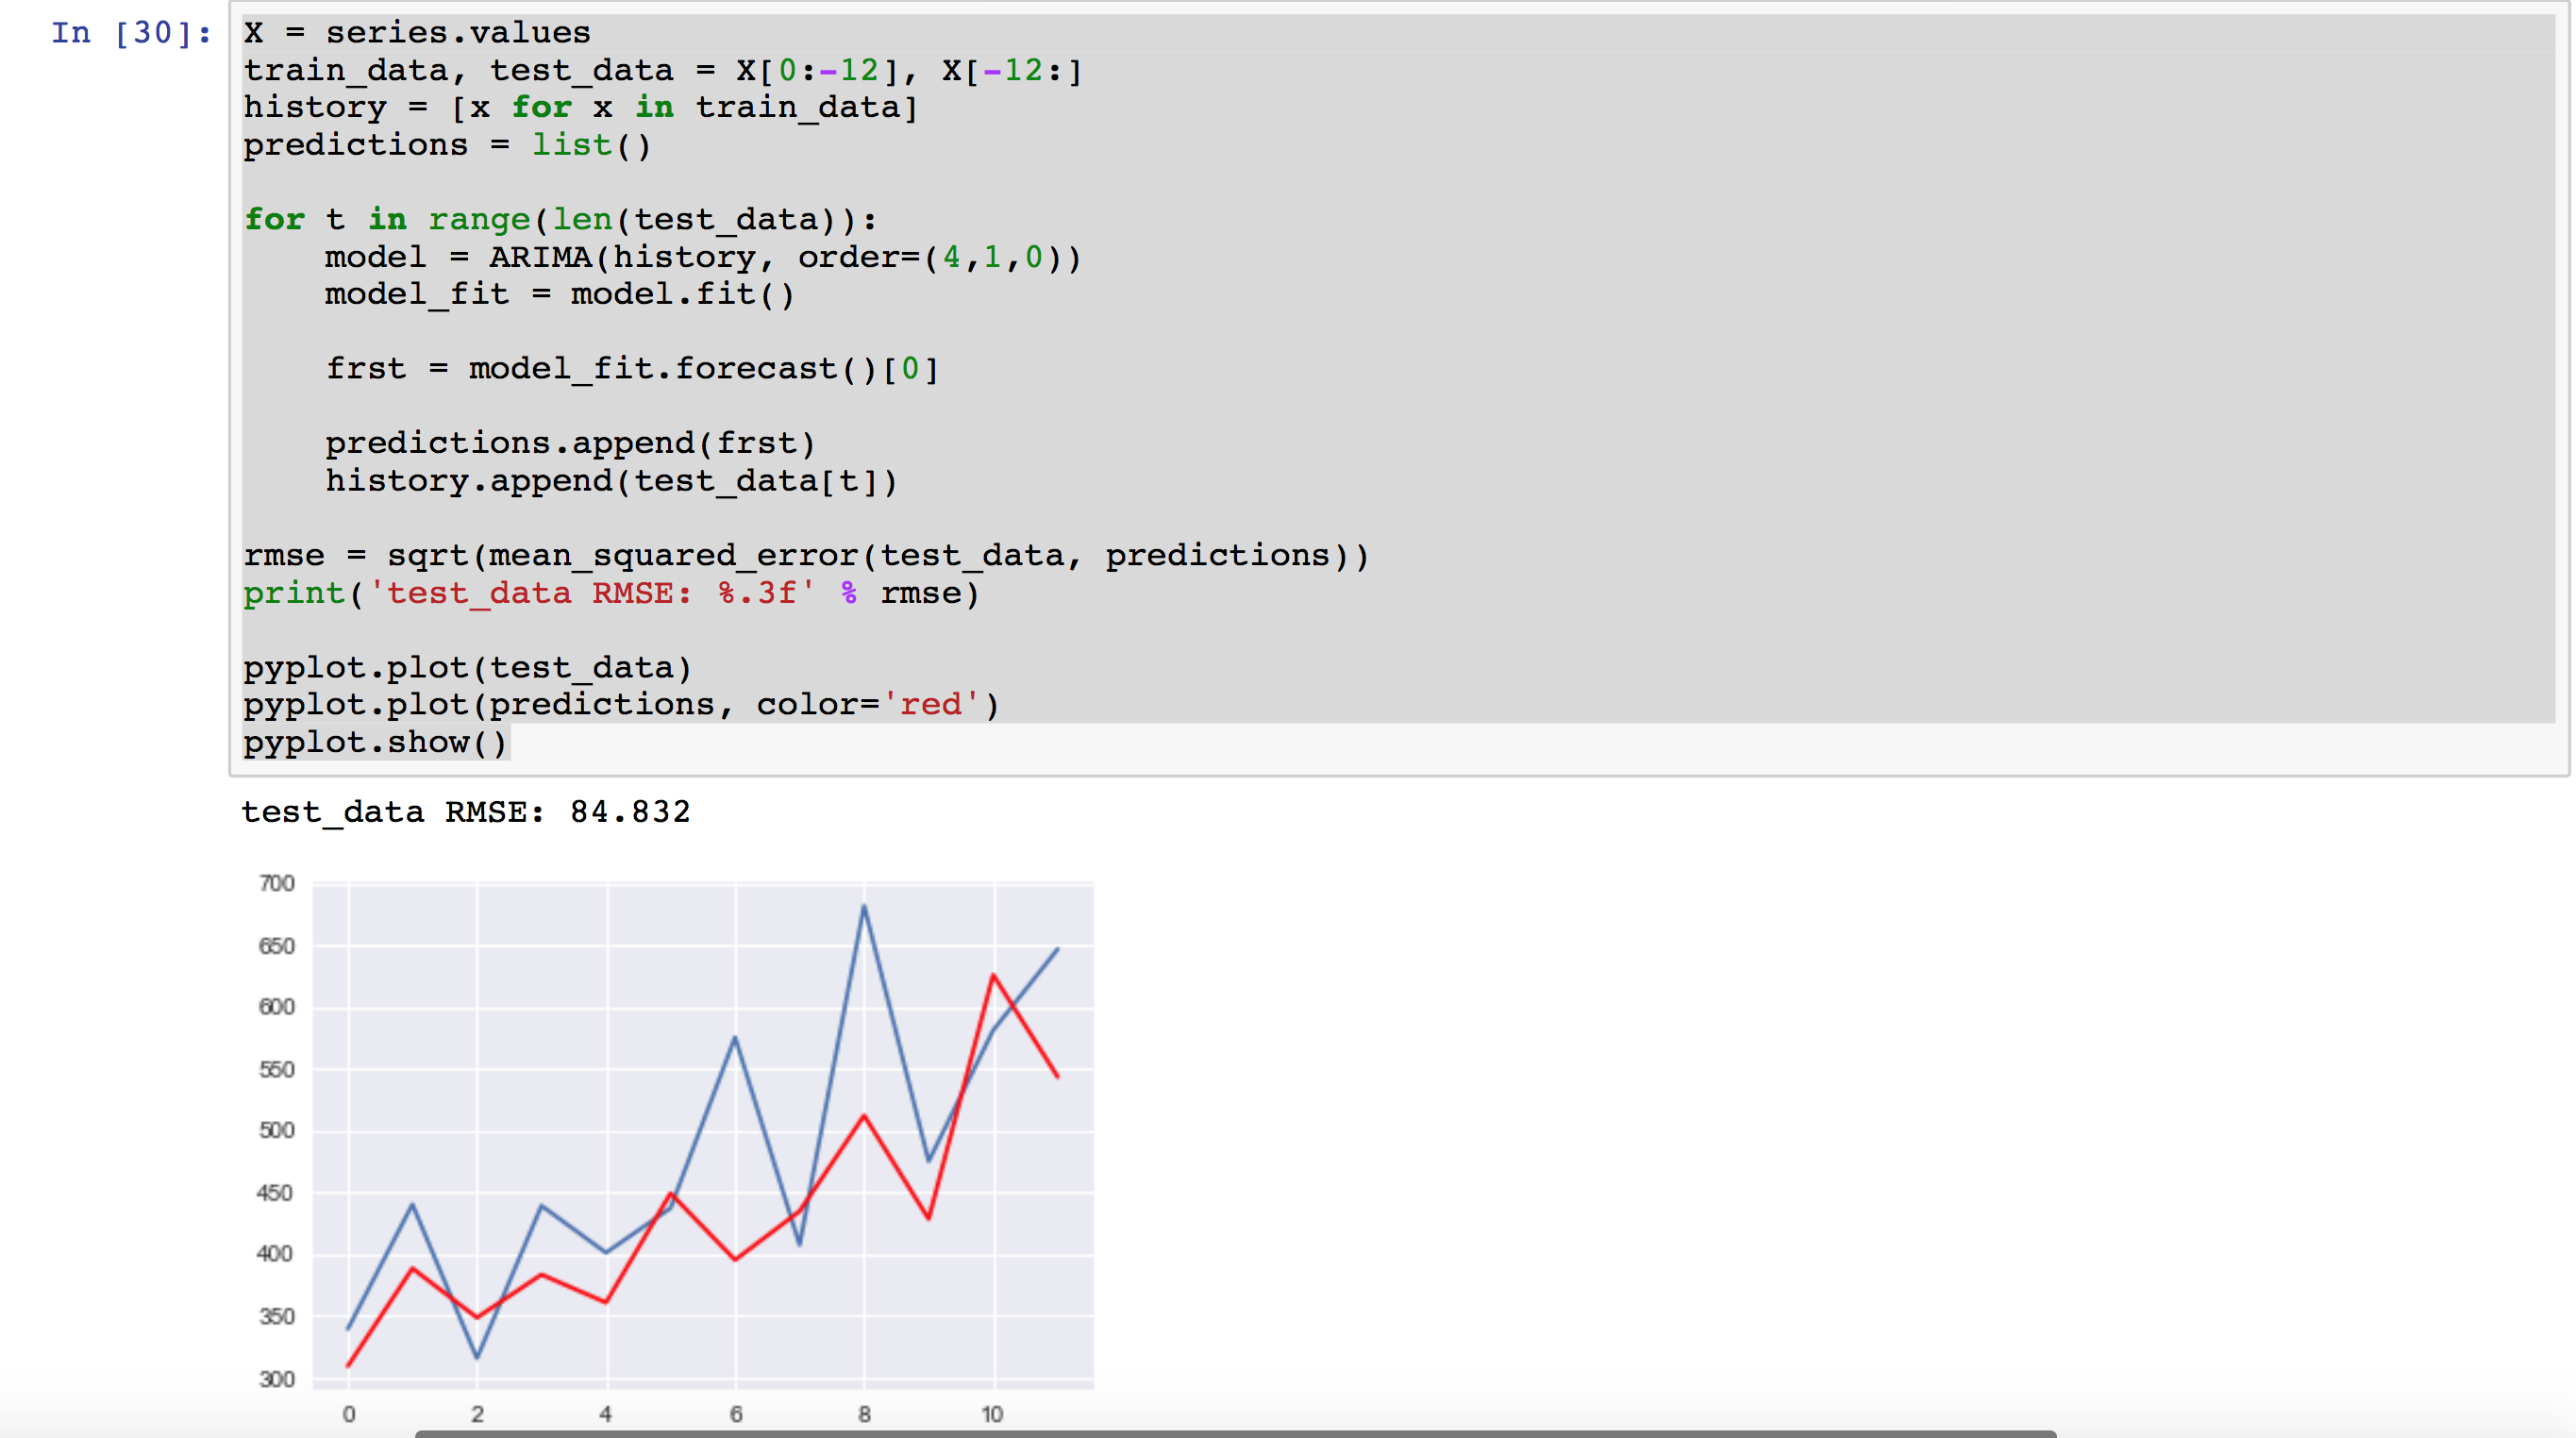 In [30]:
X = series.values
train_data, test_data = X[0:-12], X[-12:]
history = [x for x in train_data]
predictions = list()
for t in range(len(test_data)):
    model = ARIMA(history, order=(4,1,0))
    model_fit = model.fit()
    frst = model_fit.forecast()[0]
    predictions.append(frst)
    history.append(test_data[t])
rmse = sqrt(mean_squared_error(test_data, predictions))
print('test_data RMSE: %.3f' % rmse)
pyplot.plot(test_data)
pyplot.plot(predictions, color='red')
pyplot.show()
test_data RMSE: 84.832
700
650
600
550
500
450
400
350
300
0 2 4 6 8 10